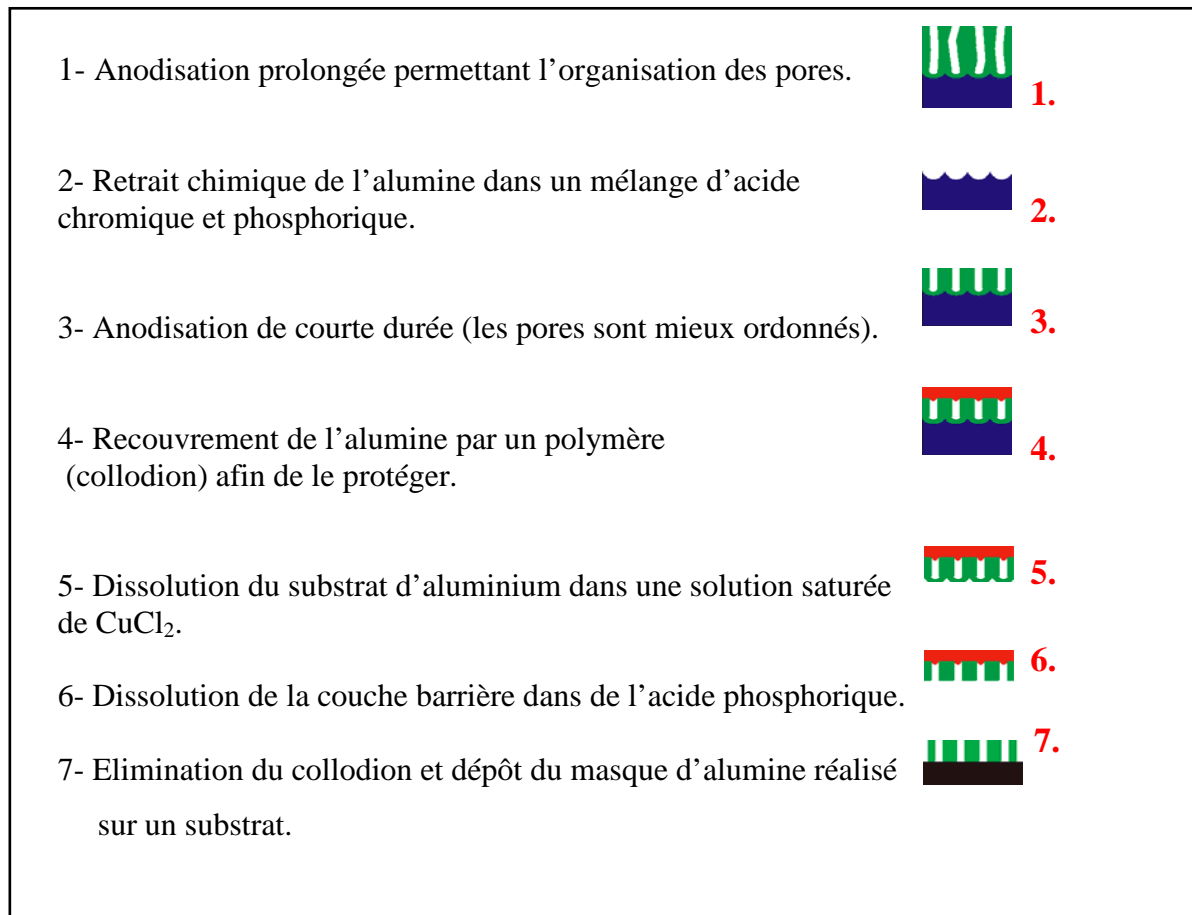 1- Anodisation prolongée permettant l’organisation des pores.
1.
2- Retrait chimique de l’alumine dans un mélange d’acide
chromique et phosphorique.
2.
3- Anodisation de courte durée (les pores sont mieux ordonnés).
3.
4- Recouvrement de l’alumine par un polymère
(collodion) afin de le protéger.
4.
5- Dissolution du substrat d’aluminium dans une solution saturée
de CuCl₂.
5.
6- Dissolution de la couche barrière dans de l’acide phosphorique.
6.
7- Elimination du collodion et dépôt du masque d’alumine réalisé
sur un substrat.
7.